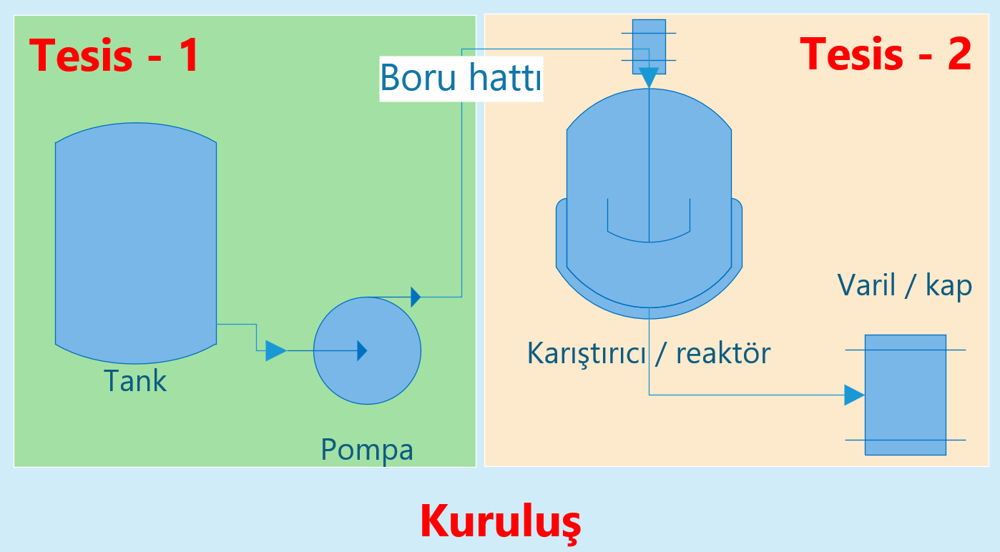 Tesis - 1
Tesis - 2
Boru hattı
Varil / kap
Karıştırıcı / reaktör
Tank
Pompa
Kuruluş